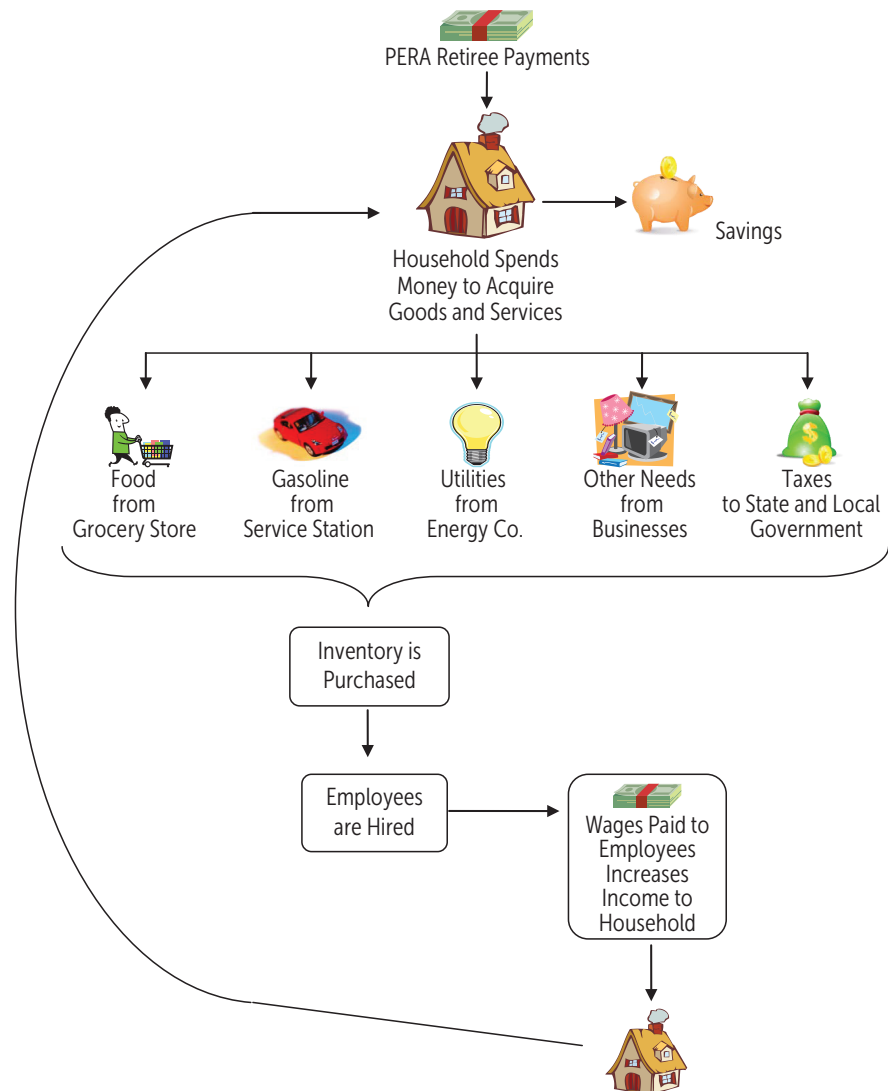 PERA Retiree Payments
Savings
Household Spends
Money to Acquire
Goods and Services
Food
from
Grocery Store
Gasoline
from
Service Station
Utilities
from
Energy Co.
Other Needs
from
Businesses
Taxes
to State and Local
Government
Inventory is
Purchased
Employees
are Hired
Wages Paid to
Employees
Increases
Income to
Household